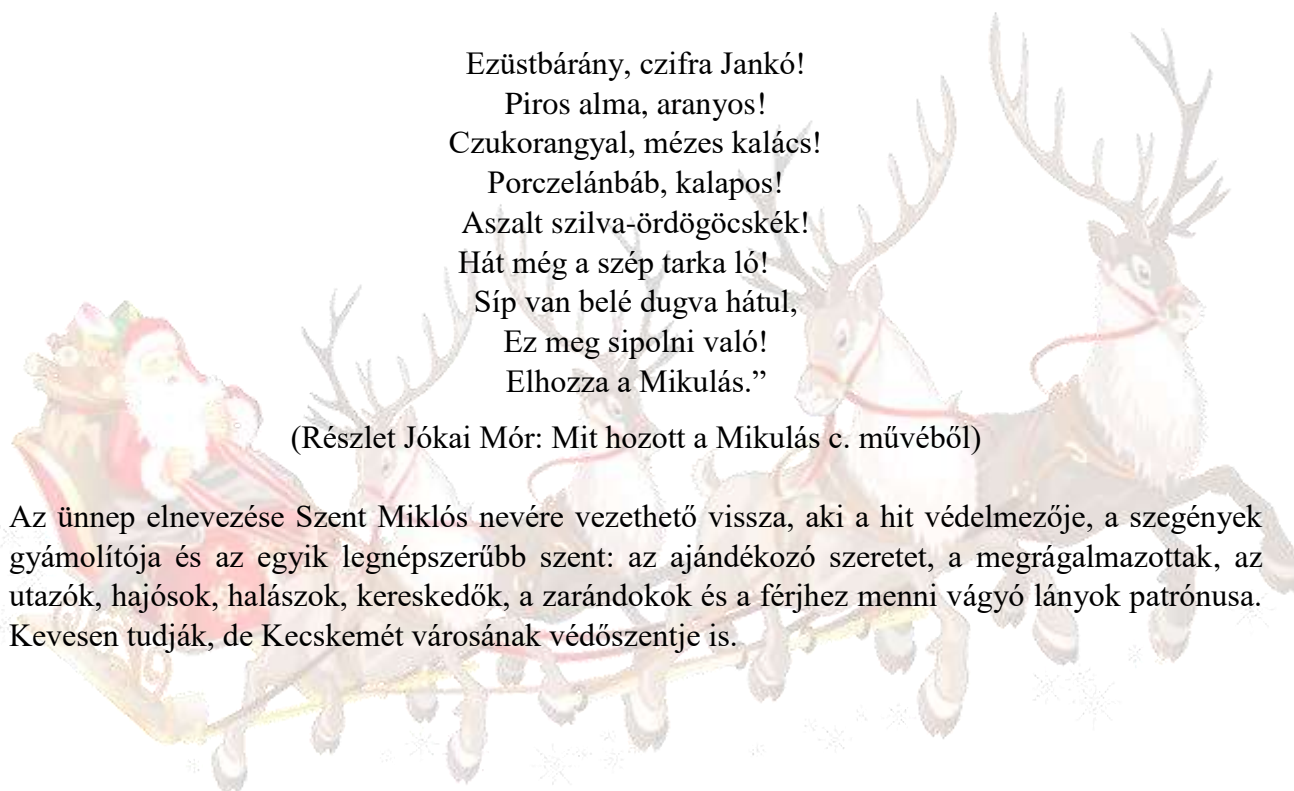 Ezüstbárány, czifra Jankó!
Piros alma, aranyos!
Czukorangyal, mézes kalács!
Porczelánbáb, kalapos!
Aszalt szilva-ördögöcskék!
Hát még a szép tarka ló!
Síp van belé dugva hátul,
Ez meg sipolni való!
Elhozza a Mikulás.”
(Részlet Jókai Mór: Mit hozott a Mikulás c. művéből)
Az ünnep elnevezése Szent Miklós nevére vezethető vissza, aki a hit védelmezője, a szegények
gyámolítója és az egyik legnépszerűbb szent: az ajándékozó szeretet, a megrágalmazottak, az
utazók, hajósok, halászok, kereskedők, a zarándokok és a férjhez menni vágyó lányok patrónusa.
Kevesen tudják, de Kecskemét városának védőszentje is.